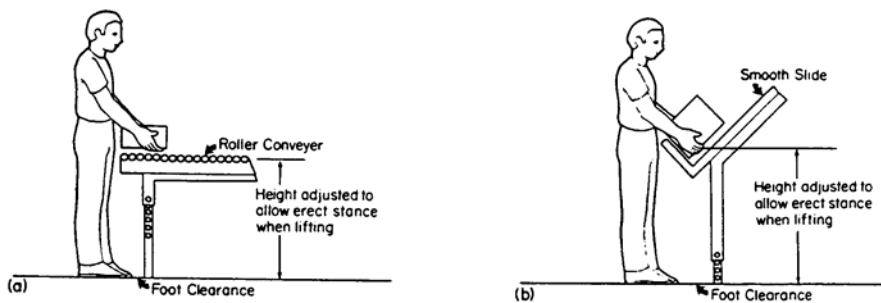 Roller Conveyer
Height adjusted to
allow erect stance
when lifting
(a)
Foot Clearance
Smooth Slide
Height adjusted to
allow erect stance
when lifting
(b)
Foot Clearance